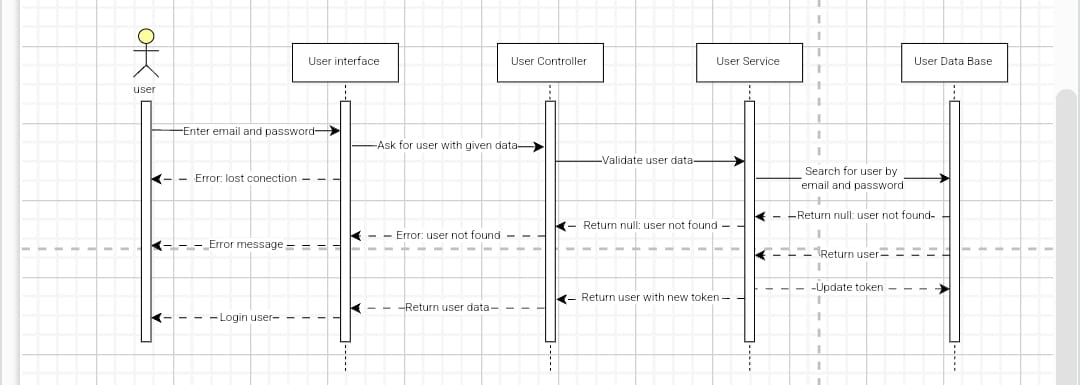 user
User interface
User Controller
User Service
User Data Base
Enter email and password
Ask for user with given data
Validate user data
Search for user by
email and password
Error: lost conection
Return null: user not found
Return null: user not found
Error: user not found
Error message
Return user
Update token
Return user with new token
Return user data
Login user